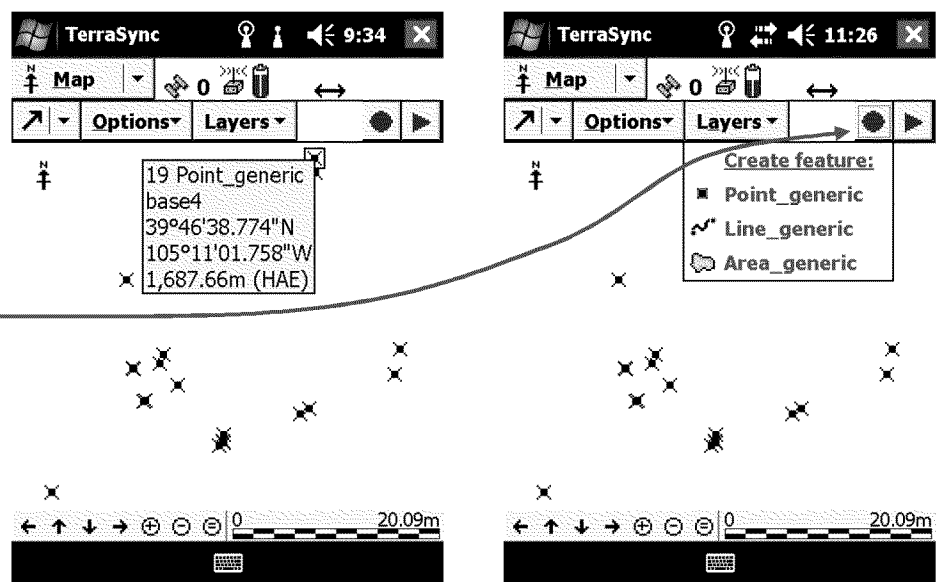 TerraSync 9:34
N
Map 0
Options Layers
N
19 Point_generic
base4
39°46'38.774"N
105°11'01.758"W
1,687.66m (HAE)
0 20.09m
TerraSync 11:26
N
Map 0
Options Layers
N
Create feature:
Point_generic
Line_generic
Area_generic
0 20.09m